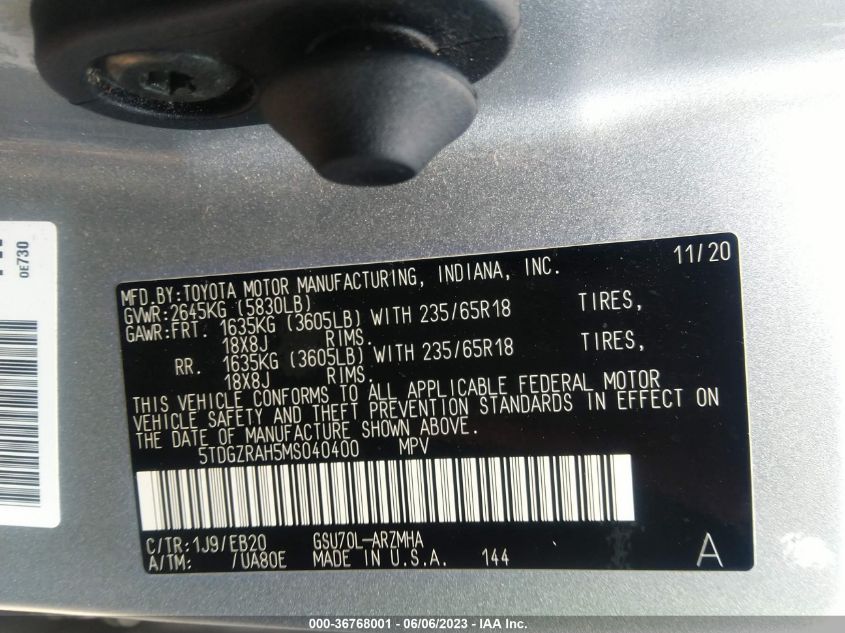 0E730
11/20
MFD.BY:TOYOTA MOTOR MANUFACTURING, INDIANA, INC.
GVWR:2645KG (5830LB)
GAWR:FRT. 1635KG (3605LB) WITH 235/65R18 TIRES,
18X8J RIMS.
RR. 1635KG (3605LB) WITH 235/65R18 TIRES,
18X8J RIMS.
THIS VEHICLE CONFORMS TO ALL APPLICABLE FEDERAL MOTOR
VEHICLE SAFETY AND THEFT PREVENTION STANDARDS IN EFFECT ON
THE DATE OF MANUFACTURE SHOWN ABOVE.
5TDGZRAH5MS040400 MPV
C/TR:1J9/EB20 GSU70L-ARZMHA
A/TM: /UA80E MADE IN U.S.A. 144 A
000-36768001 - 06/06/2023 - IAA Inc.